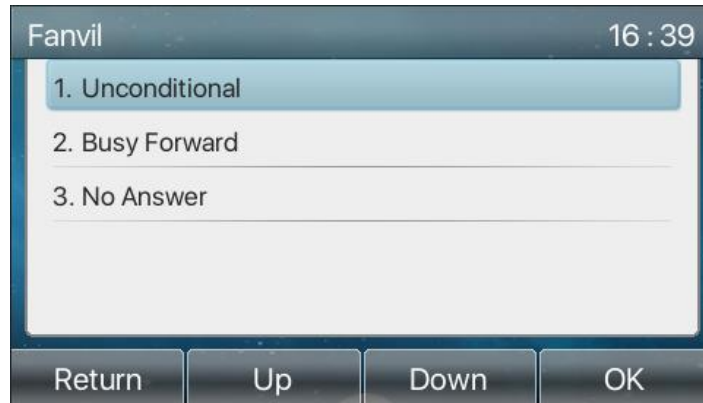 Fanvil 16:39
1. Unconditional
2. Busy Forward
3. No Answer
Return Up Down OK